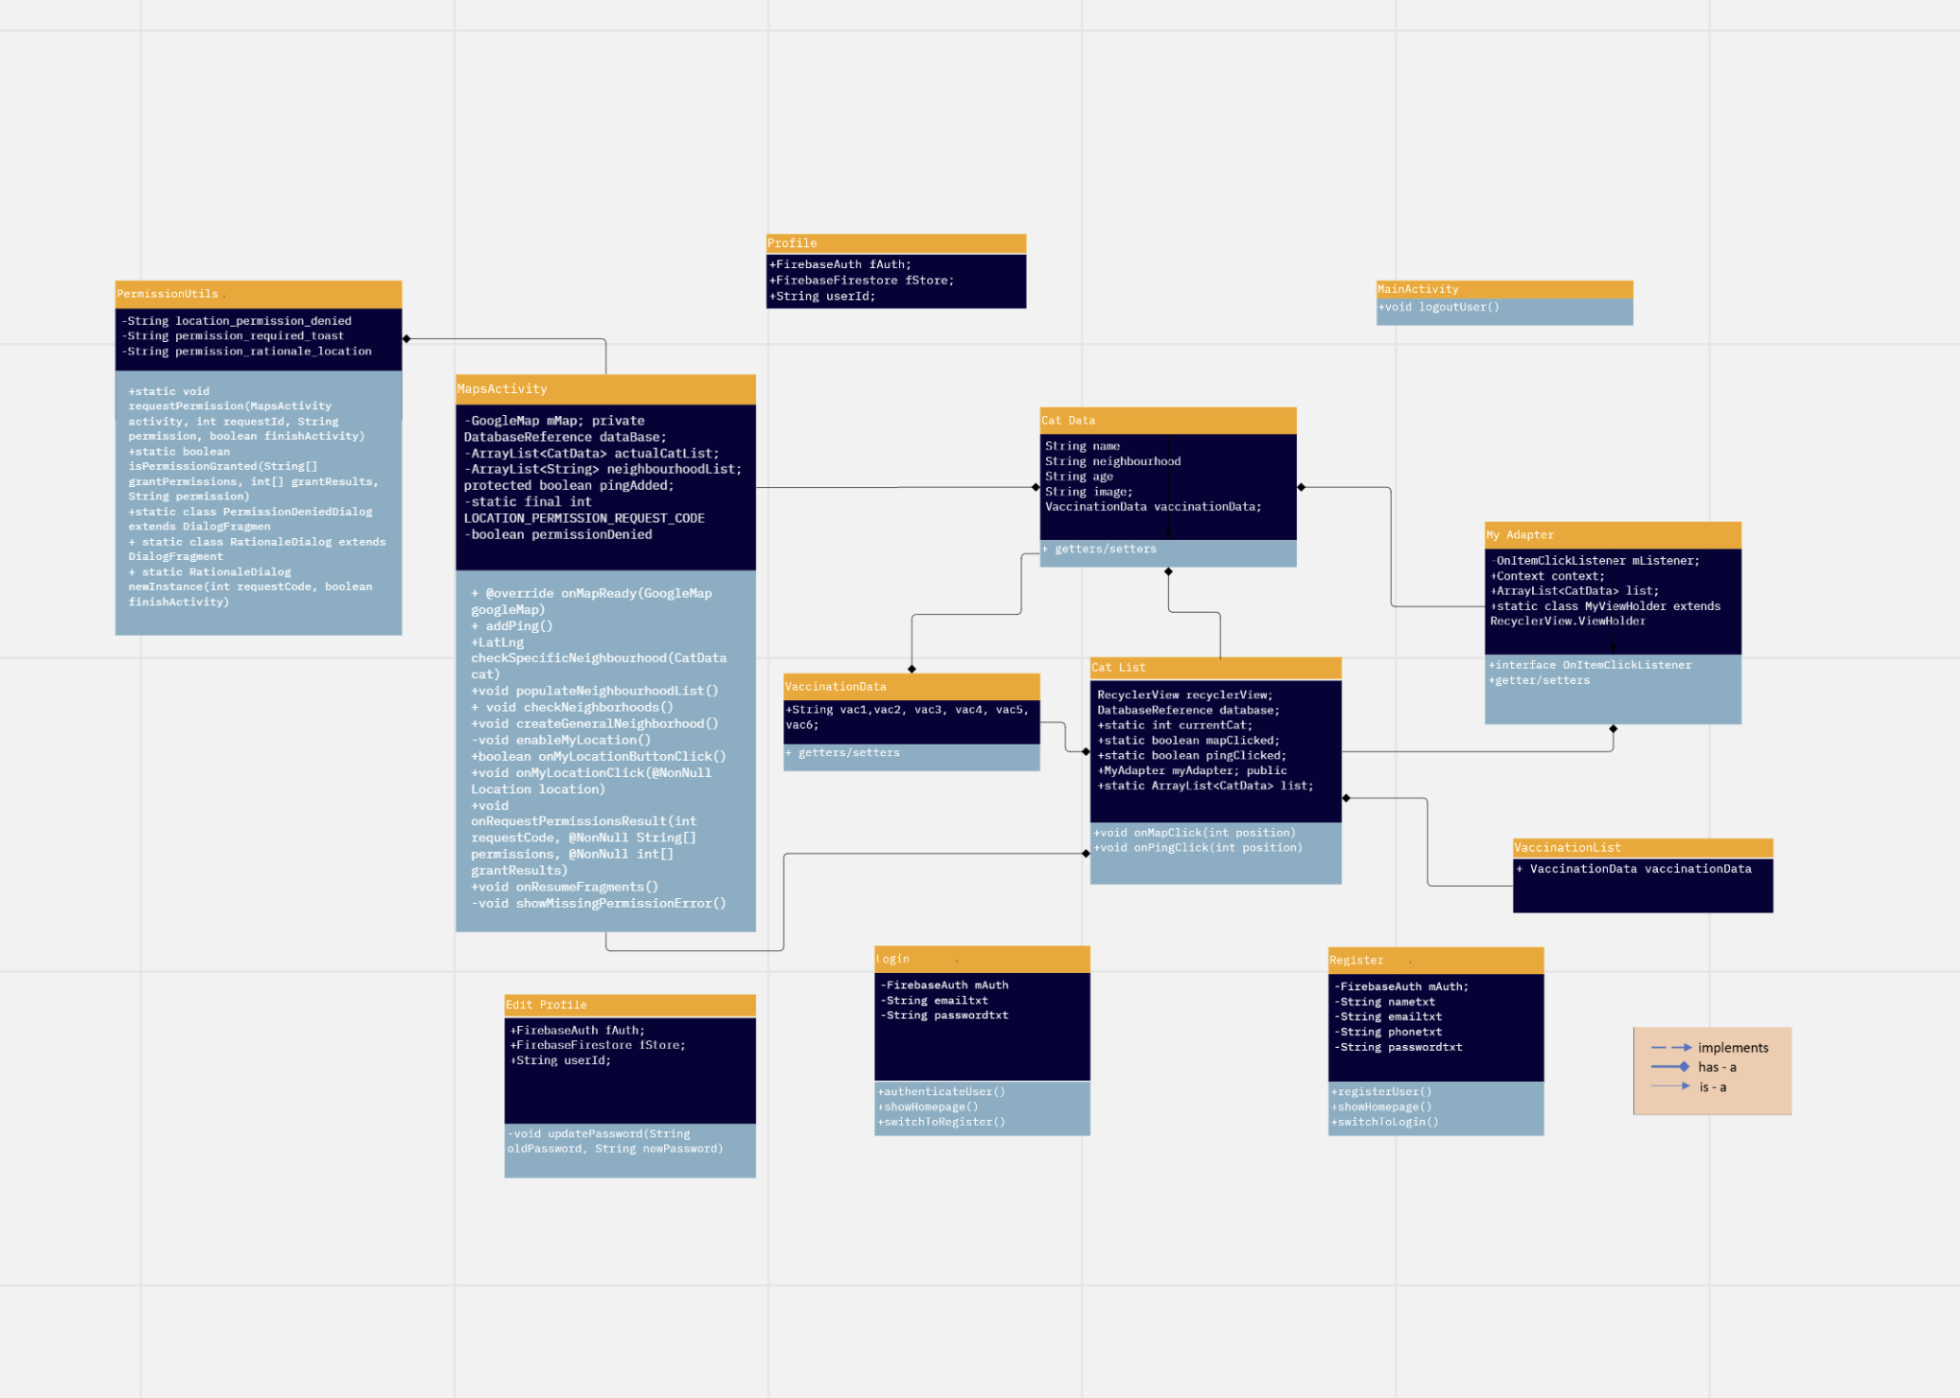 Profile
+FirebaseAuth fAuth;
+FirebaseFirestore fStore;
+String userId;
PermissionUtils
-String location_permission_denied
-String permission_required_toast
-String permission_rationale_location
+static void
requestPermission(MapsActivity
activity, int requestId, String
permission, boolean finishActivity)
+static boolean
isPermissionGranted(String[]
grantPermissions, int[] grantResults,
String permission)
+static class PermissionDeniedDialog
extends DialogFragmen
+ static class RationaleDialog extends
DialogFragment
+ static RationaleDialog
newInstance(int requestCode, boolean
finishActivity)
MainActivity
+void logoutUser()
MapsActivity
-GoogleMap mMap; private
DatabaseReference dataBase;
-ArrayList<CatData> actualCatList;
-ArrayList<String> neighbourhoodList;
protected boolean pingAdded;
-static final int
LOCATION_PERMISSION_REQUEST_CODE
-boolean permissionDenied
+ @override onMapReady(GoogleMap
googleMap)
+ addPing()
+LatLng
checkSpecificNeighbourhood(CatData
cat)
+void populateNeighbourhoodList()
+ void checkNeighborhoods()
+void createGeneralNeighborhood()
-void enableMyLocation()
+boolean onMyLocationButtonClick()
+void onMyLocationClick(@NonNull
Location location)
+void
onRequestPermissionsResult(int
requestCode, @NonNull String[]
permissions, @NonNull int[]
grantResults)
+void onResumeFragments()
-void showMissingPermissionError()
Cat Data
String name
String neighbourhood
String age
String image;
VaccinationData vaccinationData;
+ getters/setters
My Adapter
-OnItemClickListener mListener;
+Context context;
+ArrayList<CatData> list;
+static class MyViewHolder extends
RecyclerView.ViewHolder
+interface OnItemClickListener
+getter/setters
VaccinationData
+String vac1,vac2, vac3, vac4, vac5,
vac6;
+ getters/setters
Cat List
RecyclerView recyclerView;
DatabaseReference database;
+static int currentCat;
+static boolean mapClicked;
+static boolean pingClicked;
+MyAdapter myAdapter; public
+static ArrayList<CatData> list;
+void onMapClick(int position)
+void onPingClick(int position)
VaccinationList
+ VaccinationData vaccinationData
Login
-FirebaseAuth mAuth
-String emailtxt
-String passwordtxt
+authenticateUser()
+showHomepage()
+switchToRegister()
Register
-FirebaseAuth mAuth;
-String nametxt
-String emailtxt
-String phonetxt
-String passwordtxt
+registerUser()
+showHomepage()
+switchToLogin()
Edit Profile
+FirebaseAuth fAuth;
+FirebaseFirestore fStore;
+String userId;
-void updatePassword(String
oldPassword, String newPassword)
implements
has - a
is - a